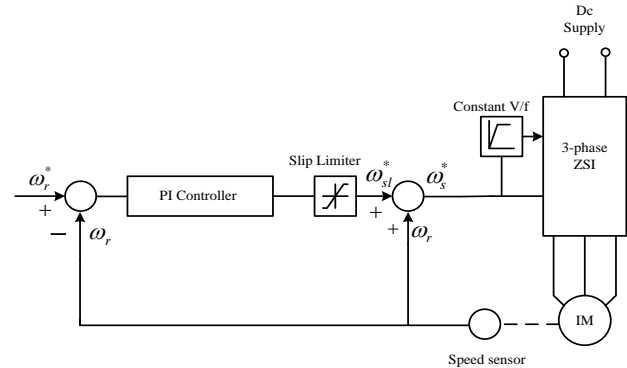 Dc
Supply
Constant V/f
3-phase
ZSI
Slip Limiter
ω*r
ω*sl
ω*s
PI Controller
+
+
+
−
ωr
ωr
IM
Speed sensor